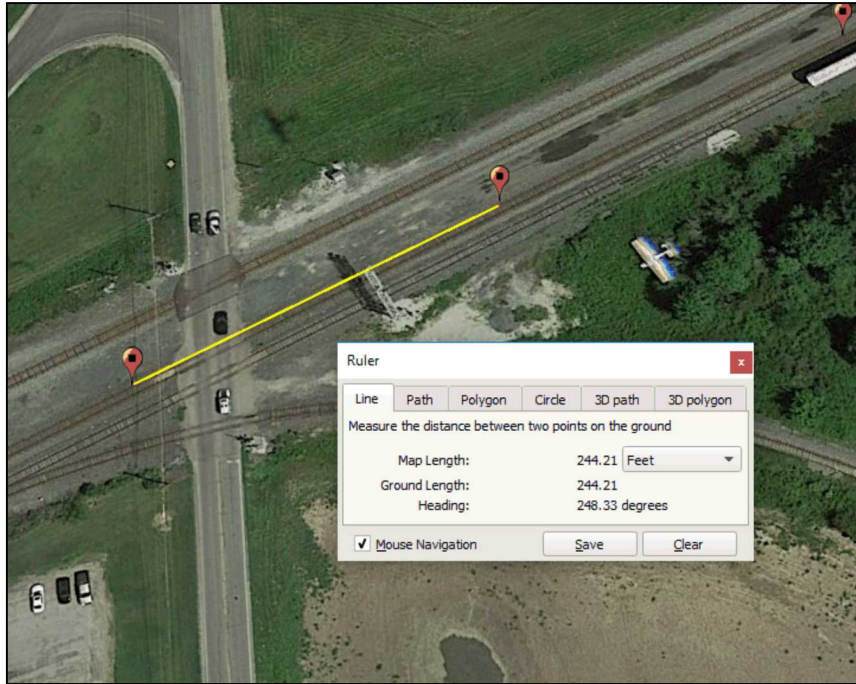 Ruler
x
Line Path Polygon Circle 3D path 3D polygon
Measure the distance between two points on the ground
Map Length: 244.21 Feet
Ground Length: 244.21
Heading: 248.33 degrees
Mouse Navigation Save Clear